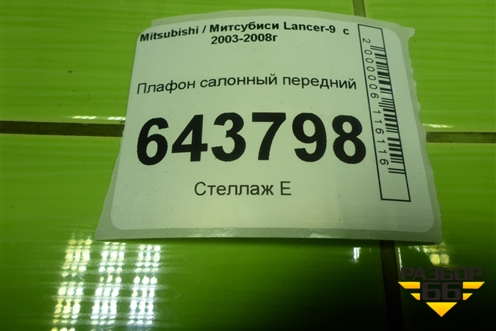 Mitsubishi / Митсубиси Lancer-9 с
2003-2008г
Плафон салонный передний
643798
Стеллаж Е
2000006116116
РАЗБОР
66